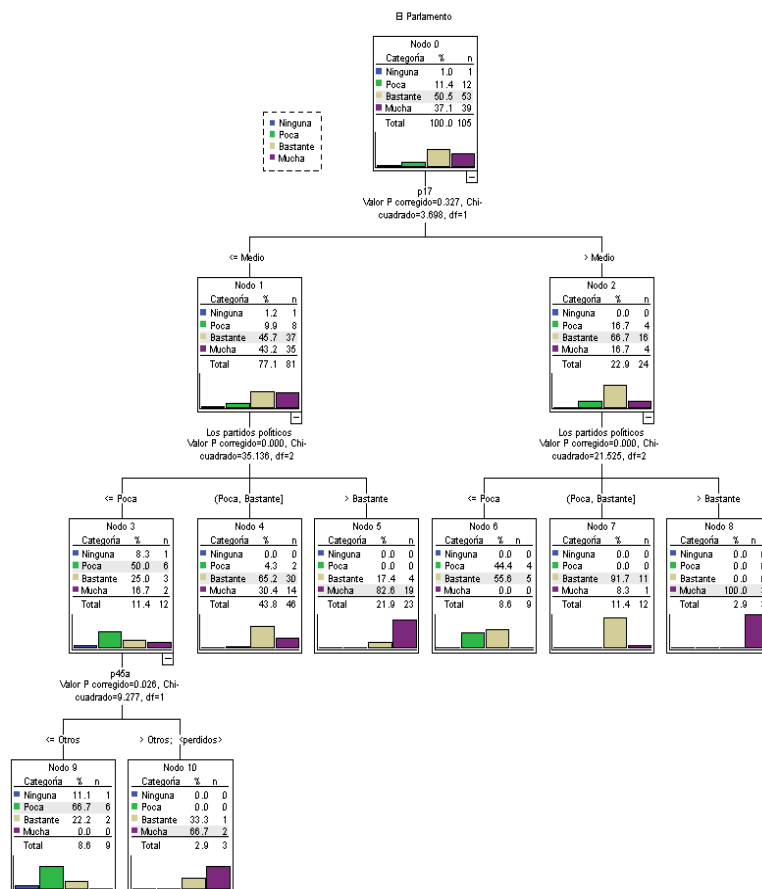 Parlamento
Nodo 0
Categoría % n
Ninguna 1.0 1
Poca 11.4 12
Bastante 50.5 53
Mucha 37.1 39
Total 100.0 105
Ninguna
Poca
Bastante
Mucha
p17
Valor P corregido=0.327, Chi-
cuadrado=3.698, df=1
<= Medio
> Medio
Nodo 1
Categoría % n
Ninguna 1.2 1
Poca 9.9 8
Bastante 45.7 37
Mucha 43.2 35
Total 77.1 81
Nodo 2
Categoría % n
Ninguna 0.0 0
Poca 16.7 4
Bastante 66.7 16
Mucha 16.7 4
Total 22.9 24
Los partidos políticos
Valor P corregido=0.000, Chi-
cuadrado=35.136, df=2
Los partidos políticos
Valor P corregido=0.000, Chi-
cuadrado=21.525, df=2
<= Poca
(Poca, Bastante]
> Bastante
<= Poca
(Poca, Bastante]
> Bastante
Nodo 3
Categoría % n
Ninguna 8.3 1
Poca 50.0 6
Bastante 25.0 3
Mucha 16.7 2
Total 11.4 12
Nodo 4
Categoría % n
Ninguna 0.0 0
Poca 4.3 2
Bastante 65.2 30
Mucha 30.4 14
Total 43.8 46
Nodo 5
Categoría % n
Ninguna 0.0 0
Poca 0.0 0
Bastante 17.4 4
Mucha 82.6 19
Total 21.9 23
Nodo 6
Categoría % n
Ninguna 0.0 0
Poca 44.4 4
Bastante 55.6 5
Mucha 0.0 0
Total 8.6 9
Nodo 7
Categoría % n
Ninguna 0.0 0
Poca 0.0 0
Bastante 91.7 11
Mucha 8.3 1
Total 11.4 12
Nodo 8
Categoría % n
Ninguna 0.0
Poca 0.0
Bastante 0.0
Mucha 100.0
Total 2.9
p45a
Valor P corregido=0.026, Chi-
cuadrado=9.277, df=1
<= Otros
> Otros; <perdidos>
Nodo 9
Categoría % n
Ninguna 11.1 1
Poca 66.7 6
Bastante 22.2 2
Mucha 0.0 0
Total 8.6 9
Nodo 10
Categoría % n
Ninguna 0.0 0
Poca 0.0 0
Bastante 33.3 1
Mucha 66.7 2
Total 2.9 3